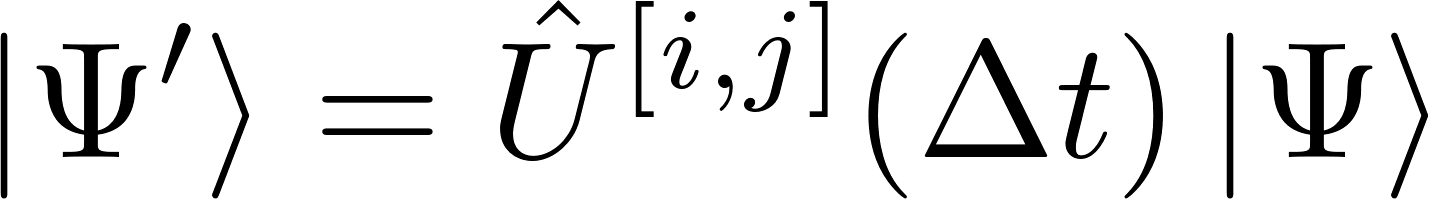 |Ψ′⟩ = Û^{[i,j]}(Δt) |Ψ⟩